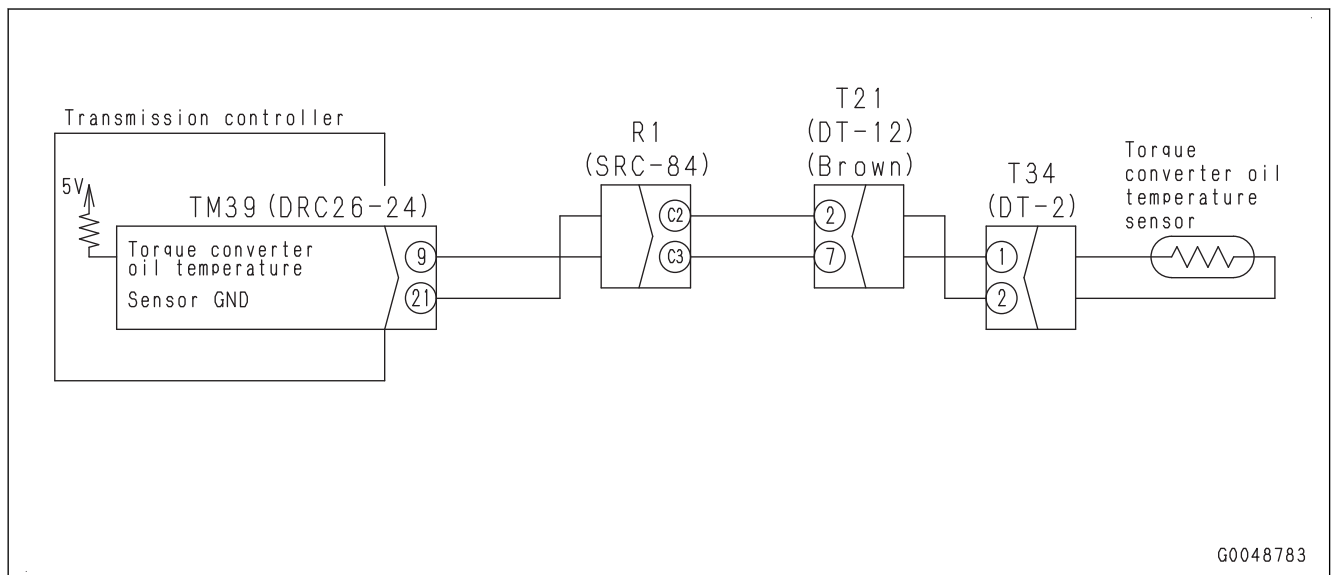 Transmission controller
5V
TM39 (DRC26-24)
Torque converter
oil temperature
Sensor GND
9
21
R1
(SRC-84)
C2
C3
T21
(DT-12)
(Brown)
2
7
T34
(DT-2)
1
2
Torque
converter oil
temperature
sensor
G0048783